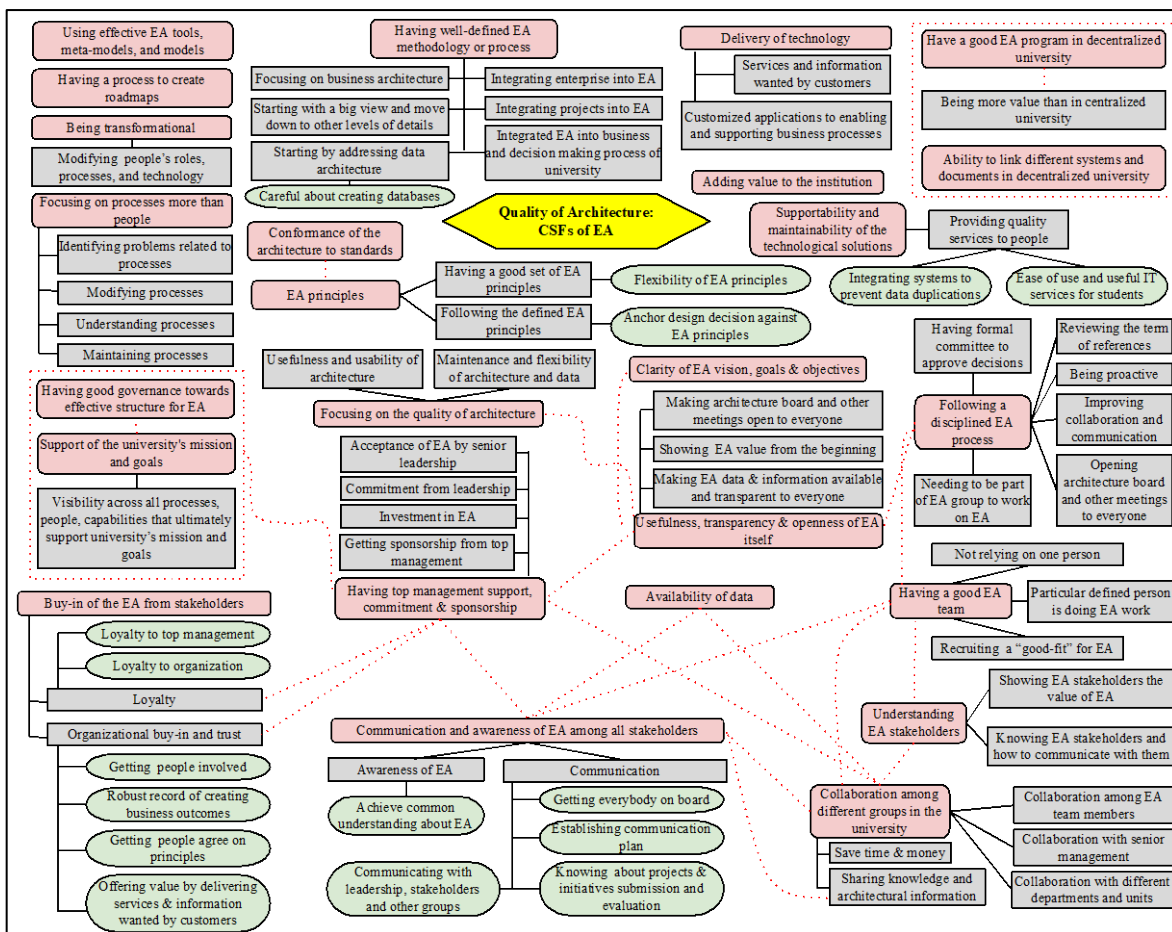 Using effective EA tools,
meta-models, and models
Having a process to create
roadmaps
Being transformational
Modifying people's roles,
processes, and technology
Focusing on processes more than
people
Identifying problems related to
processes
Modifying processes
Understanding processes
Maintaining processes
Having well-defined EA
methodology or process
Focusing on business architecture
Starting with a big view and move
down to other levels of details
Starting by addressing data
architecture
Careful about creating databases
Integrating enterprise into EA
Integrating projects into EA
Integrated EA into business
and decision making process of
university
Delivery of technology
Services and information
wanted by customers
Customized applications to enabling
and supporting business processes
Have a good EA program in decentralized
university
Being more value than in centralized
university
Ability to link different systems and
documents in decentralized university
Adding value to the institution
Quality of Architecture:
CSFs of EA
Supportability and
maintainability of the
technological solutions
Providing quality
services to people
Integrating systems to
prevent data duplications
Ease of use and useful IT
services for students
Conformance of the
architecture to standards
EA principles
Having a good set of EA
principles
Flexibility of EA principles
Following the defined EA
principles
Anchor design decision against
EA principles
Usefulness and usability of
architecture
Maintenance and flexibility
of architecture and data
Focusing on the quality of architecture
Clarity of EA vision, goals & objectives
Making architecture board and other
meetings open to everyone
Showing EA value from the beginning
Making EA data & information available
and transparent to everyone
Usefulness, transparency & openness of EA
itself
Having formal
committee to
approve decisions
Following a
disciplined EA
process
Needing to be part
of EA group to work
on EA
Reviewing the term
of references
Being proactive
Improving
collaboration and
communication
Opening
architecture board
and other meetings
to everyone
Having good governance towards
effective structure for EA
Support of the university's mission
and goals
Visibility across all processes,
people, capabilities that ultimately
support university's mission and
goals
Acceptance of EA by senior
leadership
Commitment from leadership
Investment in EA
Getting sponsorship from top
management
Having top management support,
commitment & sponsorship
Availability of data
Not relying on one person
Having a good EA
team
Particular defined person
is doing EA work
Recruiting a "good-fit" for EA
Buy-in of the EA from stakeholders
Loyalty to top management
Loyalty to organization
Loyalty
Organizational buy-in and trust
Getting people involved
Robust record of creating
business outcomes
Getting people agree on
principles
Offering value by delivering
services & information
wanted by customers
Communication and awareness of EA among all stakeholders
Awareness of EA
Achieve common
understanding about EA
Communication
Getting everybody on board
Establishing communication
plan
Communicating with
leadership, stakeholders
and other groups
Knowing about projects &
initiatives submission and
evaluation
Understanding
EA stakeholders
Showing EA stakeholders the
value of EA
Knowing EA stakeholders and
how to communicate with them
Collaboration among
different groups in the
university
Save time & money
Sharing knowledge and
architectural information
Collaboration among EA
team members
Collaboration with senior
management
Collaboration with different
departments and units